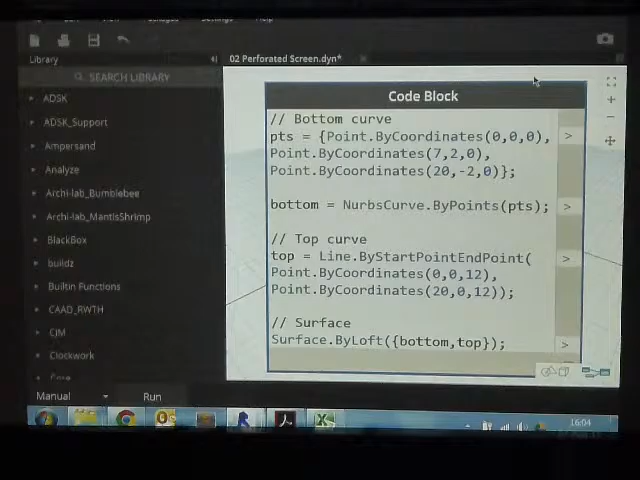 02 Perforated Screen.dyn*
Library
SEARCH LIBRARY
ADSK
ADSK_Support
Ampersand
Analyze
Archi-lab_Bumblebee
Archi-lab_MantisShrimp
BlackBox
buildz
Builtin Functions
CAAD_RWTH
CJM
Clockwork
Code Block
// Bottom curve
pts = {Point.ByCoordinates(0,0,0),
Point.ByCoordinates(7,2,0),
Point.ByCoordinates(20,-2,0)};
bottom = NurbsCurve.ByPoints(pts);
// Top curve
top = Line.ByStartPointEndPoint(
Point.ByCoordinates(0,0,12),
Point.ByCoordinates(20,0,12));
// Surface
Surface.ByLoft({bottom,top});
Manual
Run
16:04